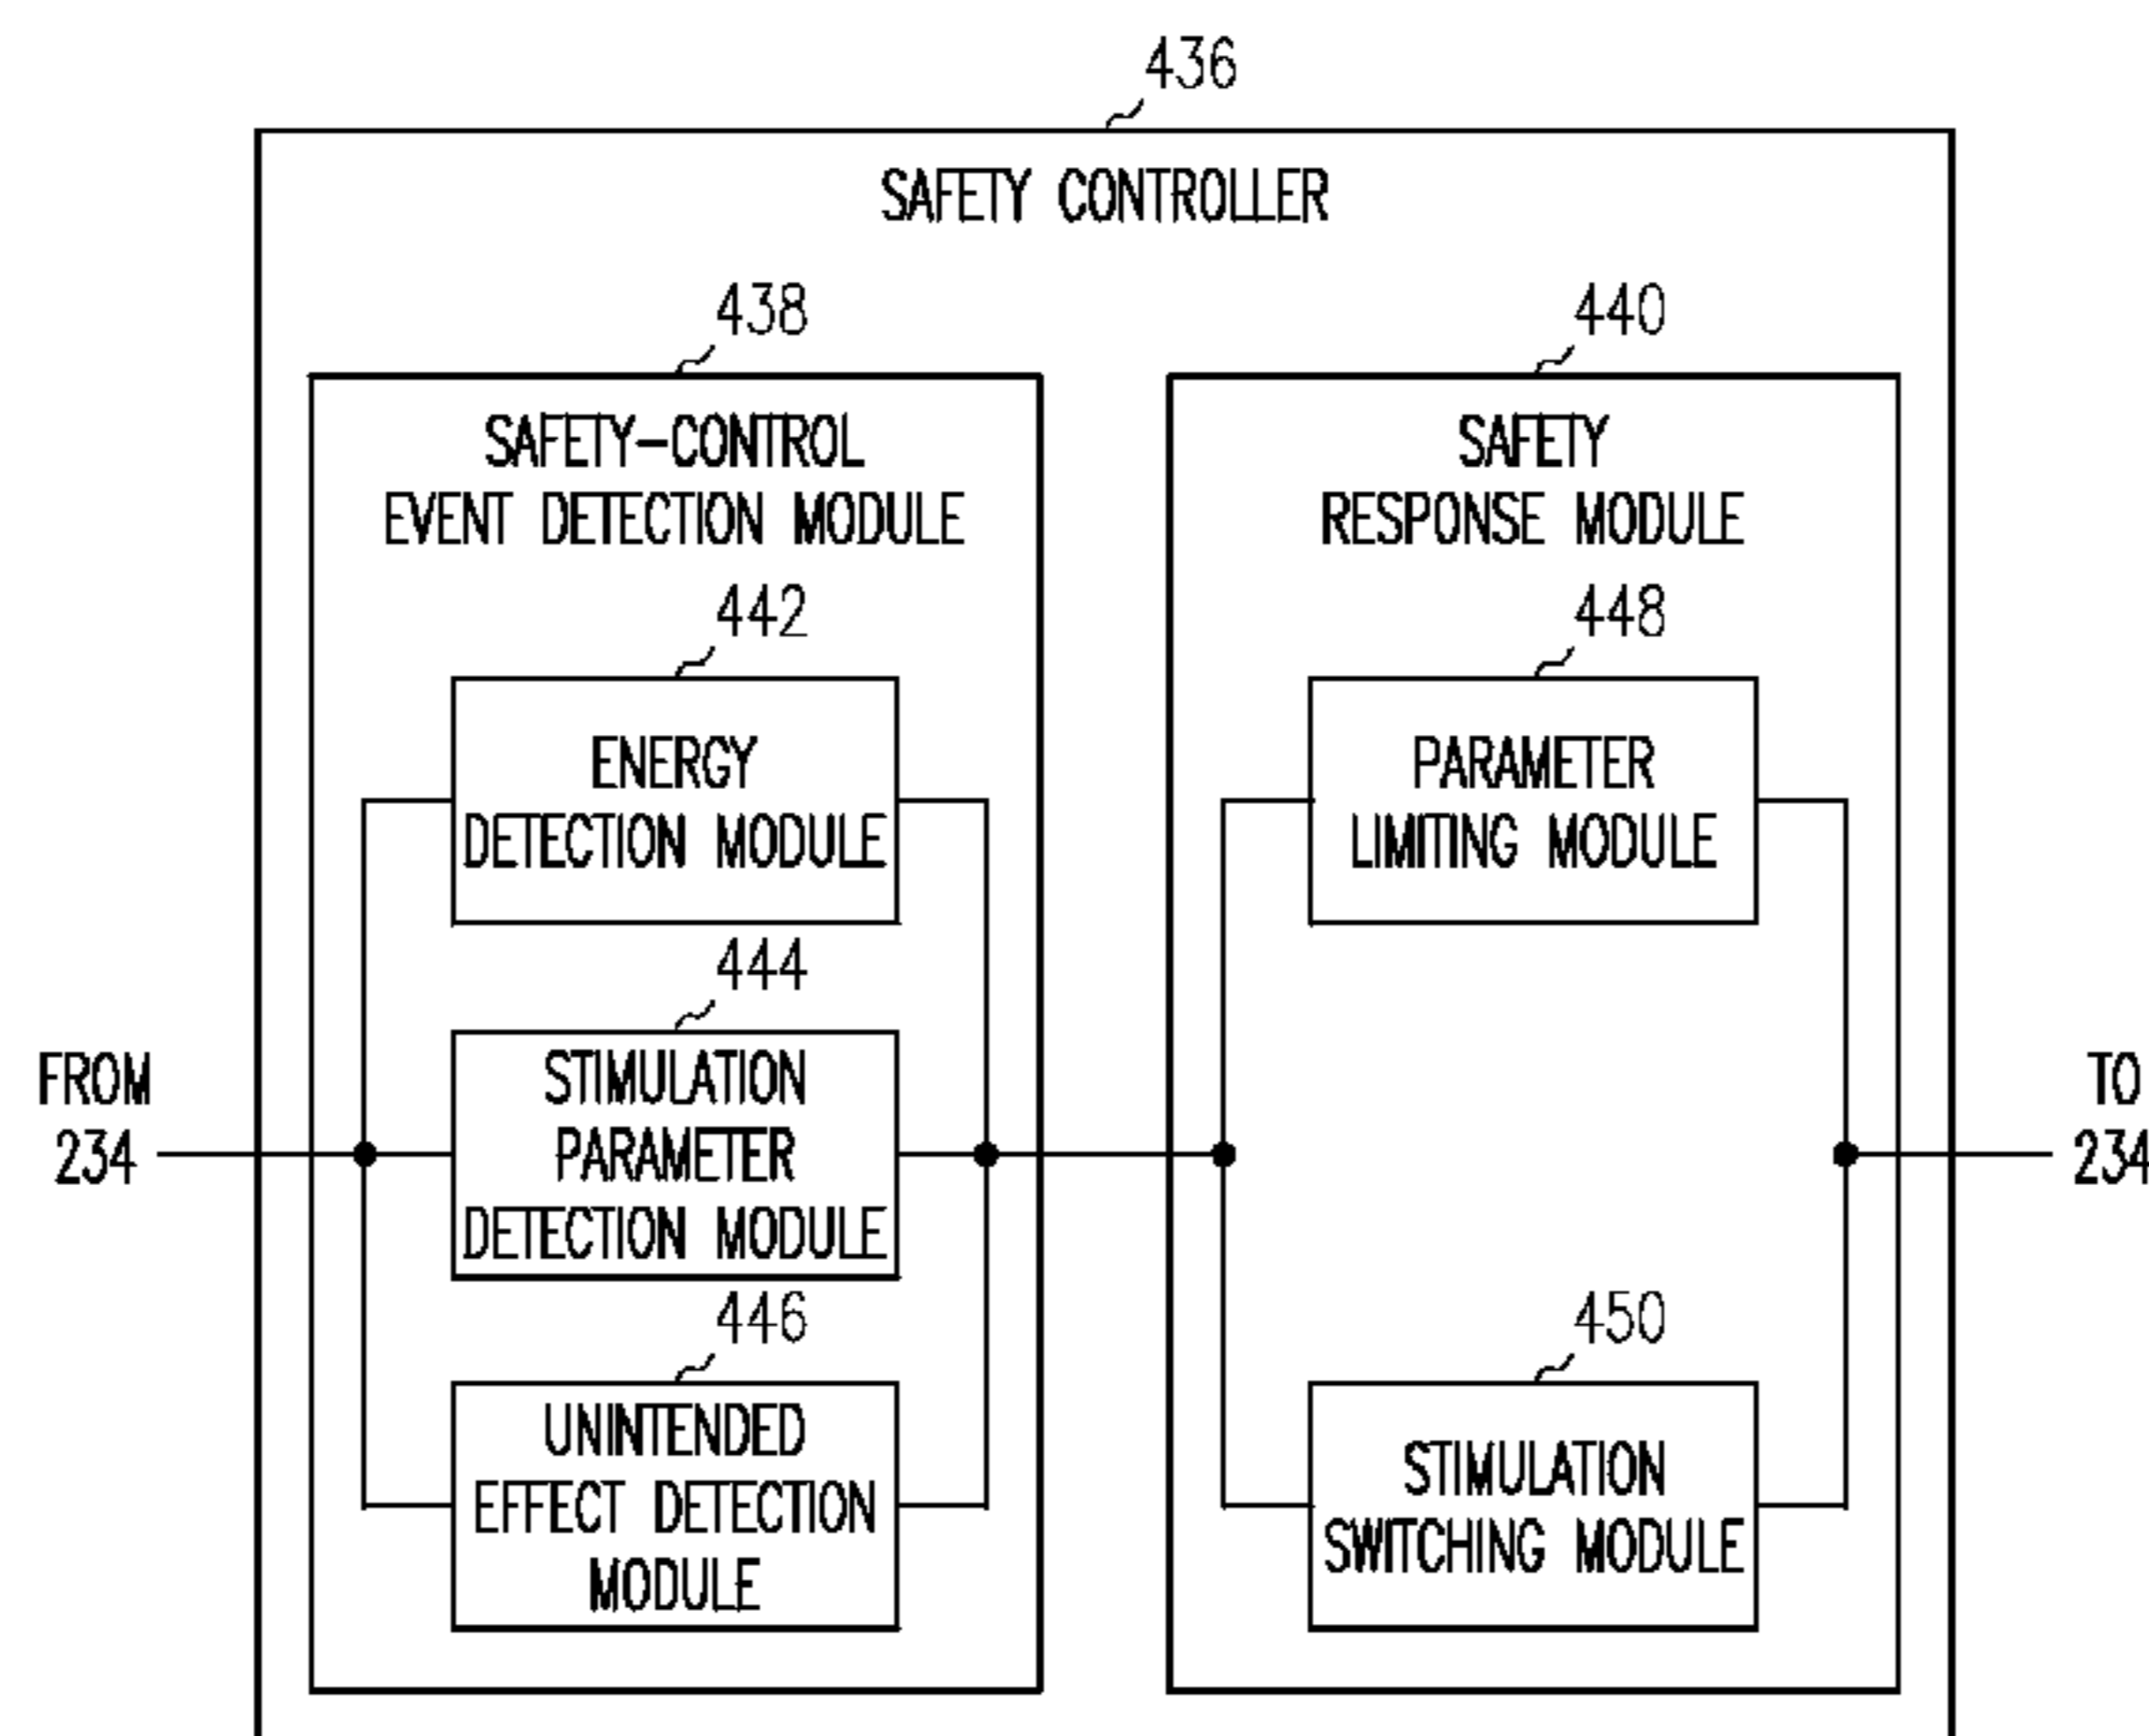 436
SAFETY CONTROLLER
438
SAFETY-CONTROL
EVENT DETECTION MODULE
442
ENERGY
DETECTION MODULE
444
STIMULATION
PARAMETER
DETECTION MODULE
446
UNINTENDED
EFFECT DETECTION
MODULE
440
SAFETY
RESPONSE MODULE
448
PARAMETER
LIMITING MODULE
450
STIMULATION
SWITCHING MODULE
FROM
234
TO
234